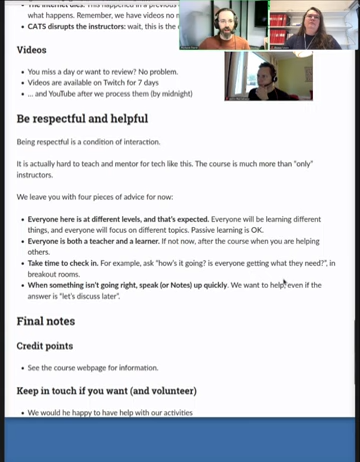 The Internet dies: This happened in a previous
what happens. Remember, we have videos no
• CATS disrupts the instructors: wait, this is the
Videos
• You miss a day or want to review? No problem.
• Videos are available on Twitch for 7 days
• ... and YouTube after we process them (by midnight)
Be respectful and helpful
Being respectful is a condition of interaction.
It is actually hard to teach and mentor for tech like this. The course is much more than “only”
instructors.
We leave you with four pieces of advice for now:
• Everyone here is at different levels, and that’s expected. Everyone will be learning different
things, and everyone will focus on different topics. Passive learning is OK.
• Everyone is both a teacher and a learner. If not now, after the course when you are helping
others.
• Take time to check in. For example, ask “how’s it going? is everyone getting what they need?”, in
breakout rooms.
• When something isn’t going right, speak (or Notes) up quickly. We want to help, even if the
answer is “let’s discuss later”.
Final notes
Credit points
• See the course webpage for information.
Keep in touch if you want (and volunteer)
• We would he happy to have help with our activities